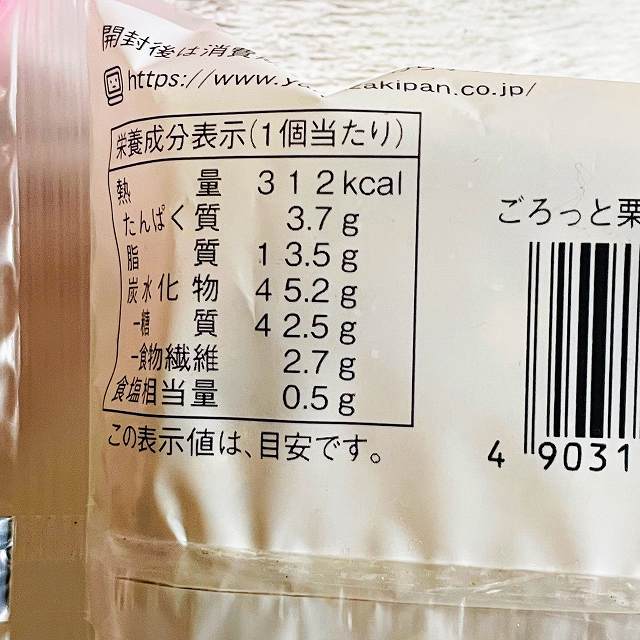 開封後は消費
https://www.ya zakipan.co.jp/
栄養成分表示(1個当たり)
熱量 312kcal
たんぱく質 3.7g
脂質 13.5g
炭水化物 45.2g
-糖質 42.5g
-食物繊維 2.7g
食塩相当量 0.5g
この表示値は、目安です。
ごろっと栗
4 9031